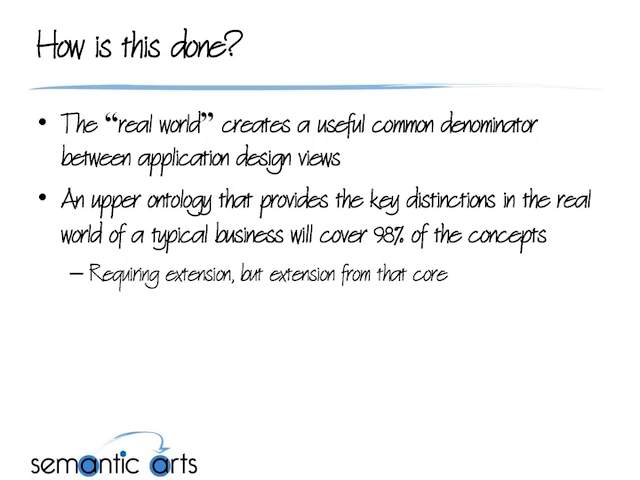 How is this done?
• The “real world” creates a useful common denominator
between application design views
• An upper ontology that provides the key distinctions in the real
world of a typical business will cover 98% of the concepts
– Requiring extension, but extension from that core
semantic arts